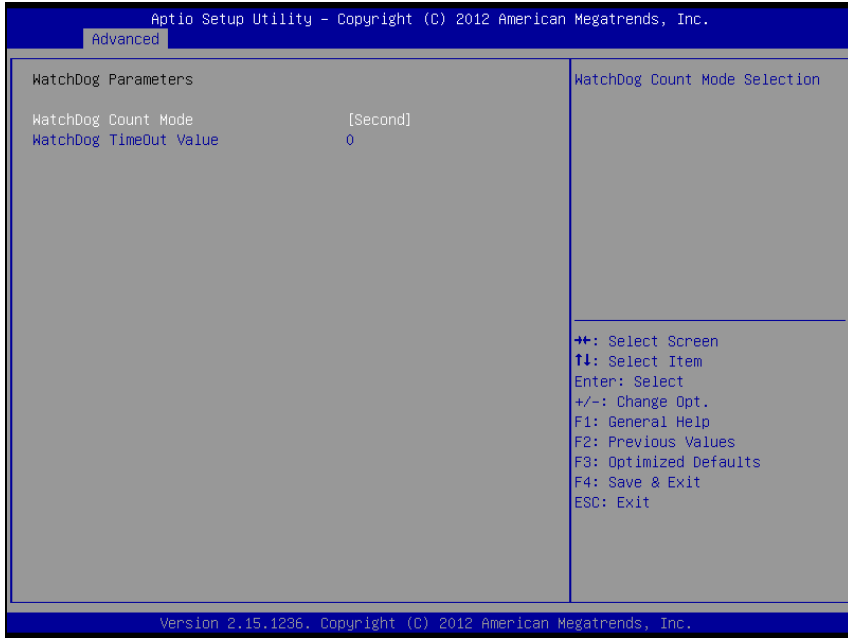 Aptio Setup Utility – Copyright (C) 2012 American Megatrends, Inc.
Advanced
WatchDog Parameters
WatchDog Count Mode [Second]
WatchDog TimeOut Value 0
WatchDog Count Mode Selection
→←: Select Screen
↑↓: Select Item
Enter: Select
+/-: Change Opt.
F1: General Help
F2: Previous Values
F3: Optimized Defaults
F4: Save & Exit
ESC: Exit
Version 2.15.1236. Copyright (C) 2012 American Megatrends, Inc.